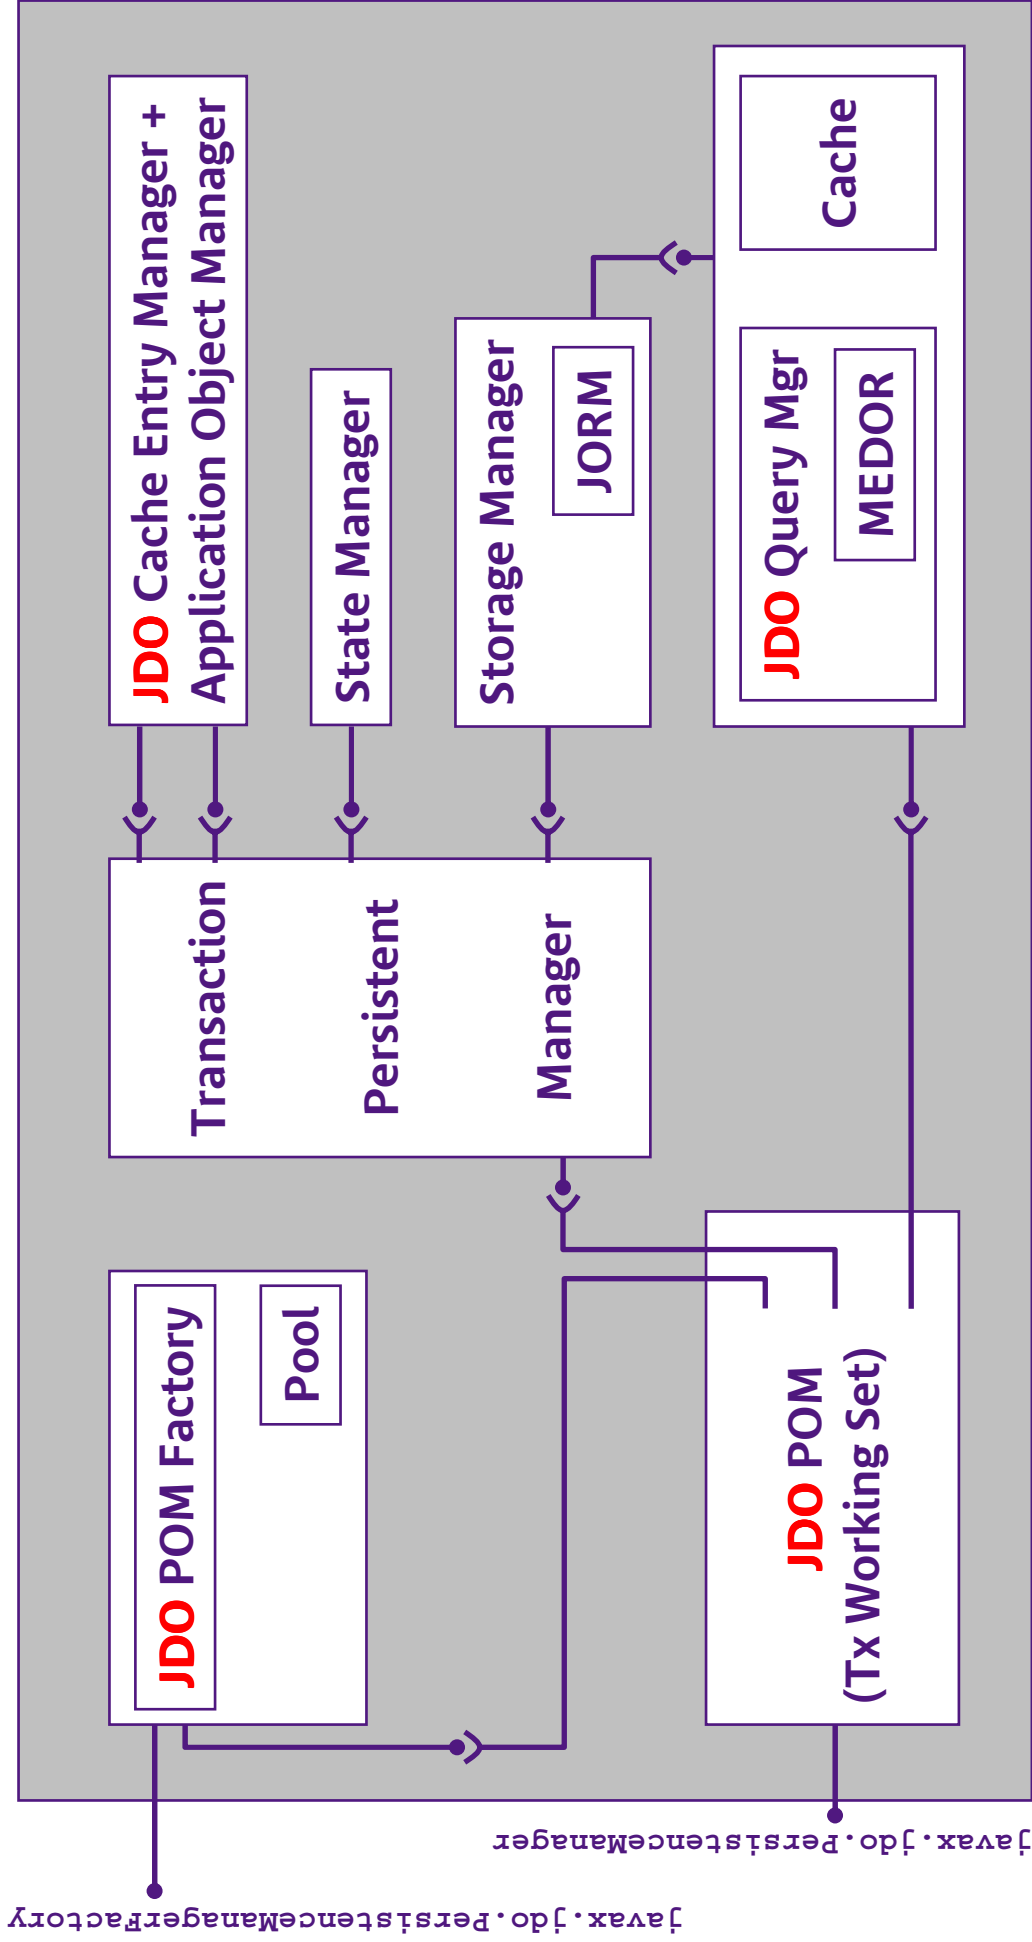 JDO POM Factory
Pool
Transaction
Persistent
Manager
JDO Cache Entry Manager +
Application Object Manager
State Manager
Storage Manager
JORM
JDO POM
(Tx Working Set)
JDO Query Mgr
MEDOR
Cache
javax.jdo.PersistenceManager
javax.jdo.PersistenceManagerFactory